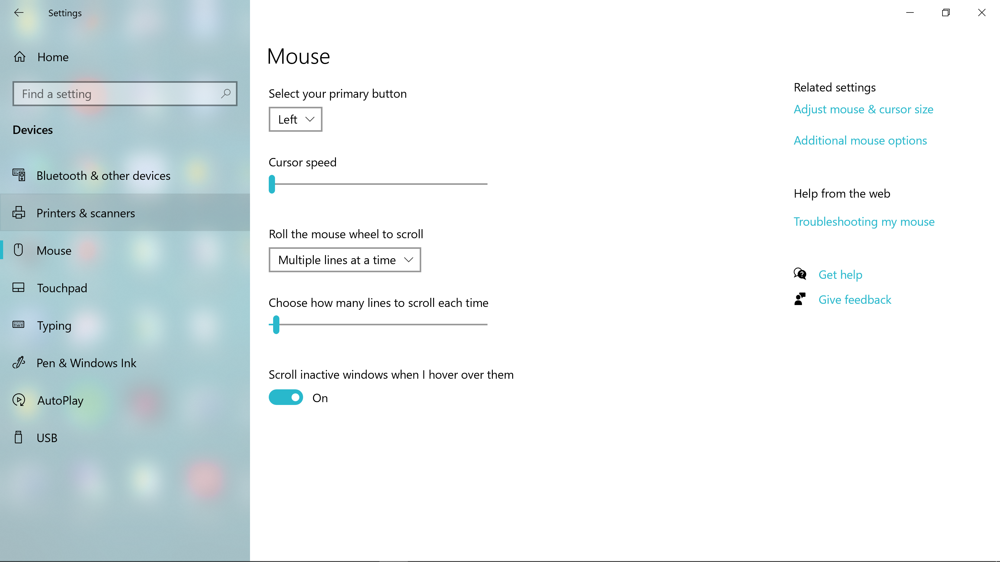 Settings
Home
Find a setting
Devices
Bluetooth & other devices
Printers & scanners
Mouse
Touchpad
Typing
Pen & Windows Ink
AutoPlay
USB
Mouse
Select your primary button
Left
Cursor speed
Roll the mouse wheel to scroll
Multiple lines at a time
Choose how many lines to scroll each time
Scroll inactive windows when I hover over them
On
Related settings
Adjust mouse & cursor size
Additional mouse options
Help from the web
Troubleshooting my mouse
Get help
Give feedback